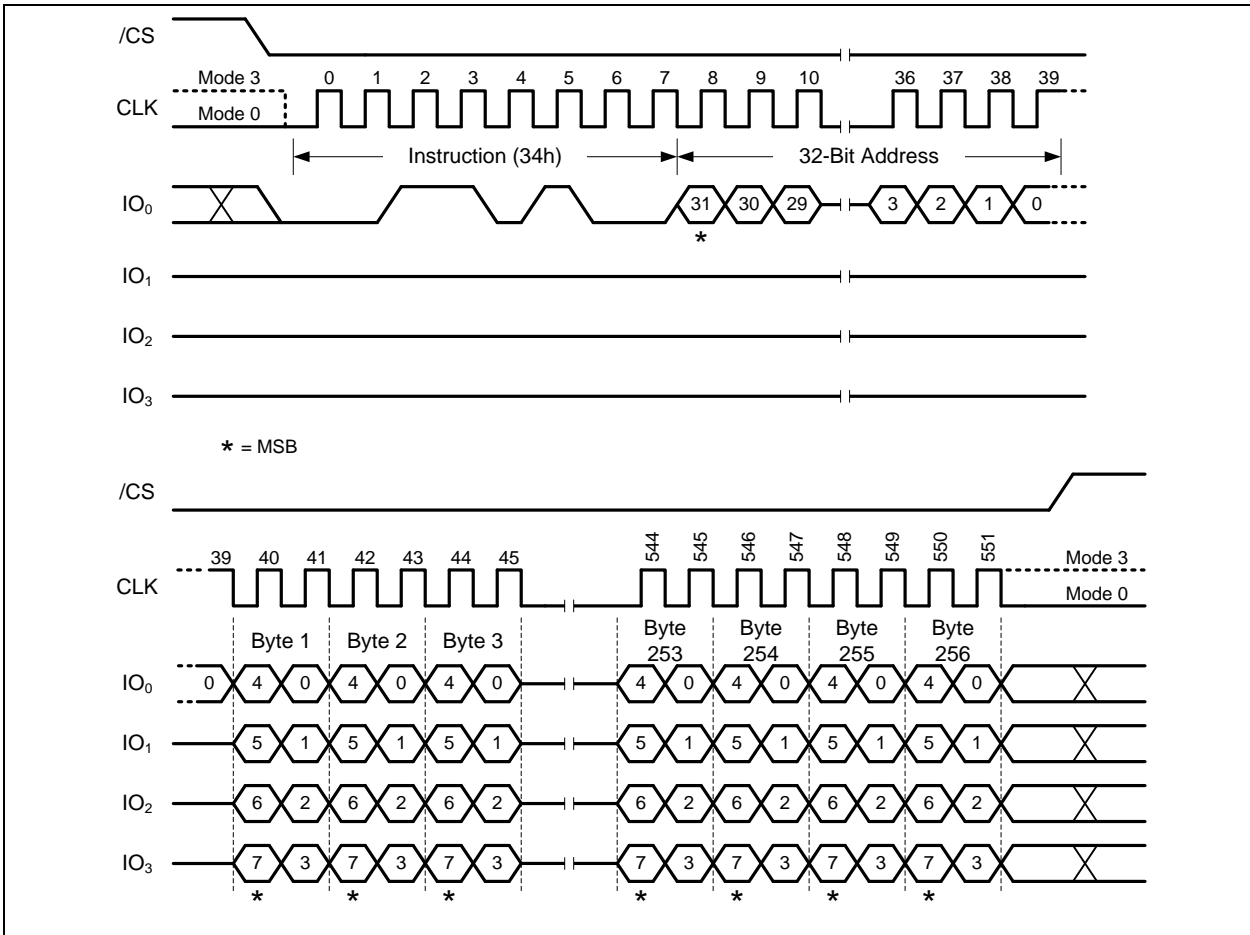 /CS
Mode 3 0 1 2 3 4 5 6 7 8 9 10 36 37 38 39
CLK
Mode 0
Instruction (34h) 32-Bit Address
IO₀ 31 30 29 3 2 1 0
*
IO₁
IO₂
IO₃
* = MSB
/CS
39 40 41 42 43 44 45 544 545 546 547 548 549 550 551 Mode 3
CLK
Mode 0
Byte 1 Byte 2 Byte 3 Byte 253 Byte 254 Byte 255 Byte 256
IO₀ 0 4 0 4 0 4 0 4 0 4 0 4 0 4 0
IO₁ 5 1 5 1 5 1 5 1 5 1 5 1 5 1
IO₂ 6 2 6 2 6 2 6 2 6 2 6 2 6 2
IO₃ 7 3 7 3 7 3 7 3 7 3 7 3 7 3
* * * * * * *